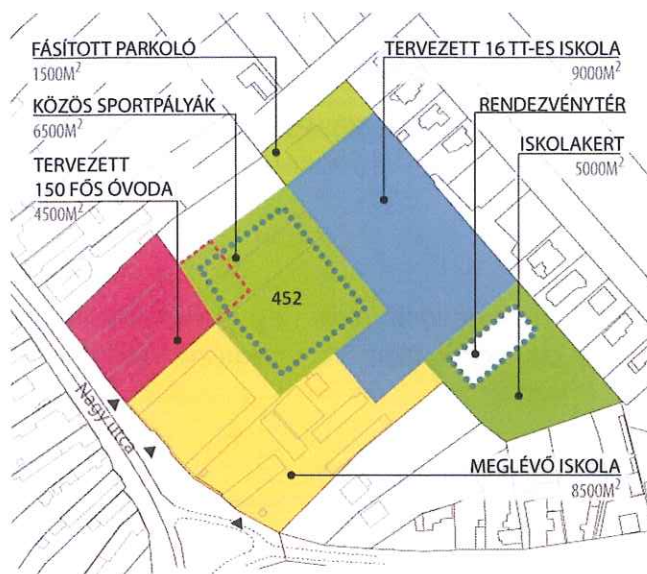 FÁSÍTOTT PARKOLÓ
1500M²
KÖZÖS SPORTPÁLYÁK
6500M²
TERVEZETT
150 FŐS ÓVODA
4500M²
TERVEZETT 16 TT-ES ISKOLA
9000M²
RENDEZVÉNYTÉR
ISKOLAKERT
5000M²
452
Nagy utca
MEGLÉVŐ ISKOLA
8500M²